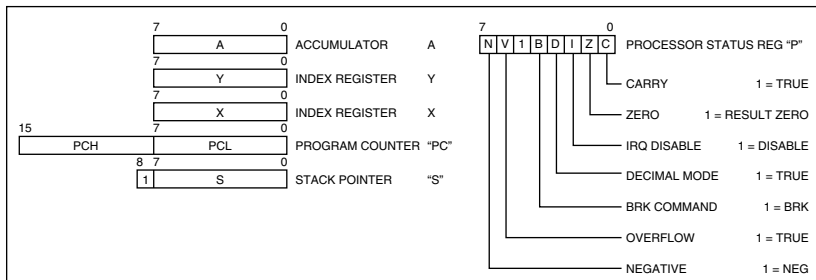 7 0
A ACCUMULATOR A
7 0
Y INDEX REGISTER Y
7 0
X INDEX REGISTER X
15 7 0
PCH PCL PROGRAM COUNTER "PC"
8 7 0
1 S STACK POINTER “S”
7 0
N V 1 B D I Z C PROCESSOR STATUS REG “P”
CARRY 1 = TRUE
ZERO 1 = RESULT ZERO
IRQ DISABLE 1 = DISABLE
DECIMAL MODE 1 = TRUE
BRK COMMAND 1 = BRK
OVERFLOW 1 = TRUE
NEGATIVE 1 = NEG